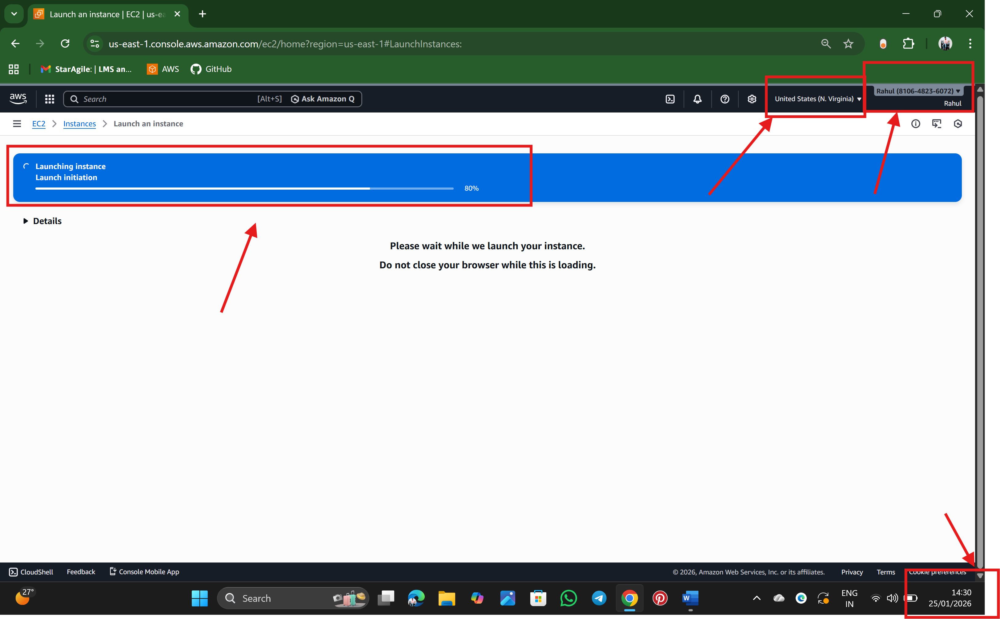 Launch an instance | EC2 | us-ea
us-east-1.console.aws.amazon.com/ec2/home?region=us-east-1#LaunchInstances:
StarAgile: | LMS an...
AWS
GitHub
aws
Search
[Alt+S]
Ask Amazon Q
United States (N. Virginia)
Rahul (8106-4823-6072)
Rahul
EC2
Instances
Launch an instance
Launching instance
Launch initiation
80%
Details
Please wait while we launch your instance.
Do not close your browser while this is loading.
CloudShell
Feedback
Console Mobile App
© 2026, Amazon Web Services, Inc. or its affiliates.
Privacy
Terms
Cookie preferences
27°
Search
W
ENG
IN
14:30
25/01/2026